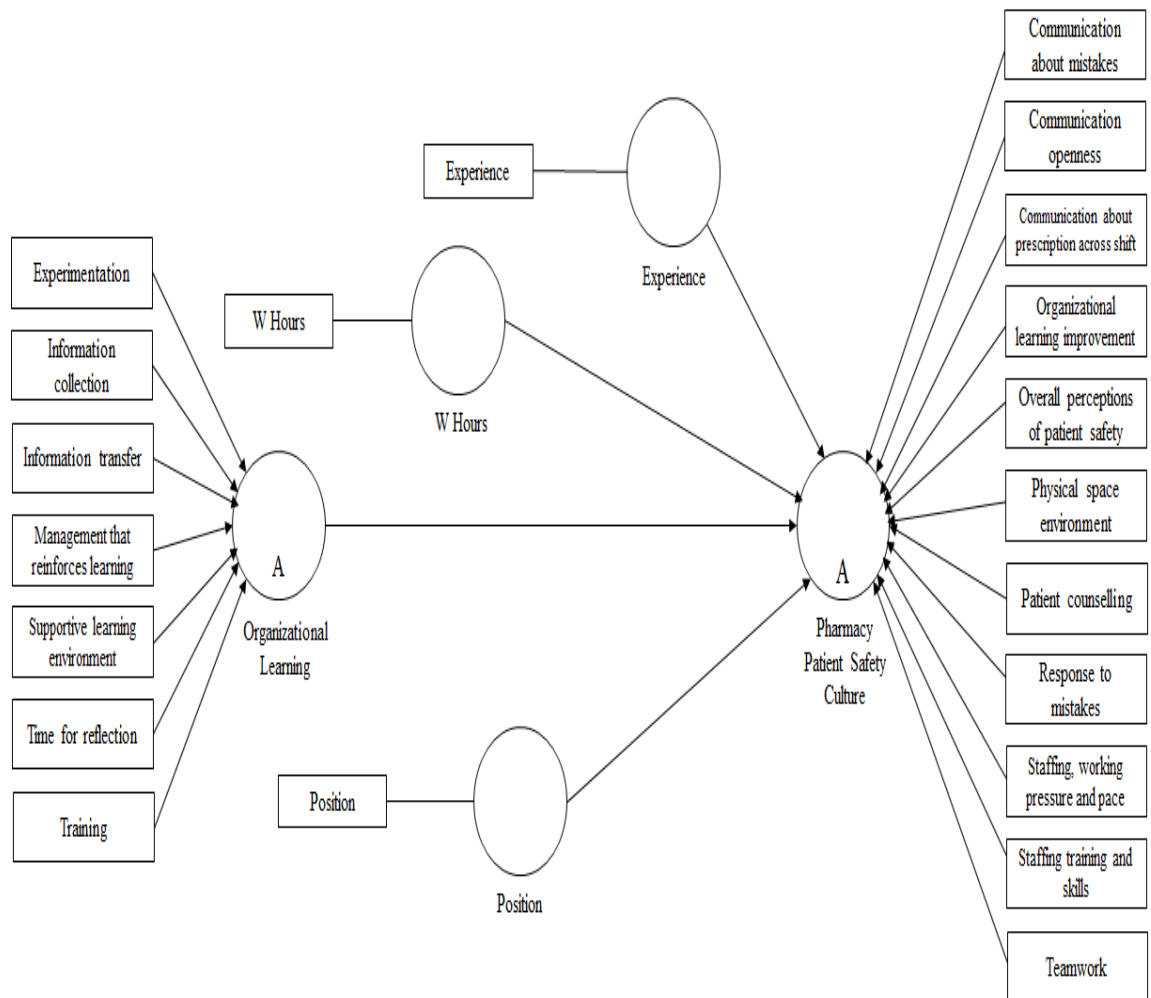 Communication
about mistakes
Communication
openness
Experience
Communication about
prescription across shift
Experimentation
Experience
Organizational
learning improvement
W Hours
Information
collection
Overall perceptions
of patient safety
W Hours
Information transfer
Physical space
environment
Management that
reinforces learning
A
A
Patient counselling
Supportive learning
environment
Organizational
Learning
Pharmacy
Patient Safety
Culture
Response to
mistakes
Time for reflection
Staffing, working
pressure and pace
Position
Training
Staffing training and
skills
Position
Teamwork